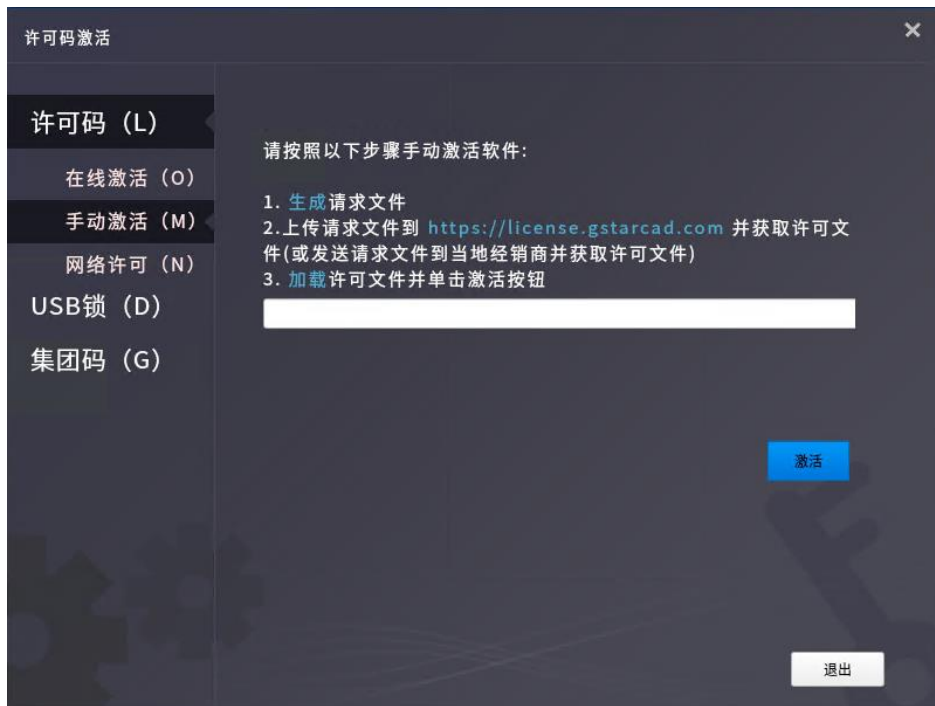 许可码激活
×
许可码（L）
在线激活（O）
手动激活（M）
网络许可（N）
USB锁（D）
集团码（G）
请按照以下步骤手动激活软件:
1. 生成请求文件
2.上传请求文件到 https://license.gstarcad.com 并获取许可文
件(或发送请求文件到当地经销商并获取许可文件)
3. 加载许可文件并单击激活按钮
激活
退出